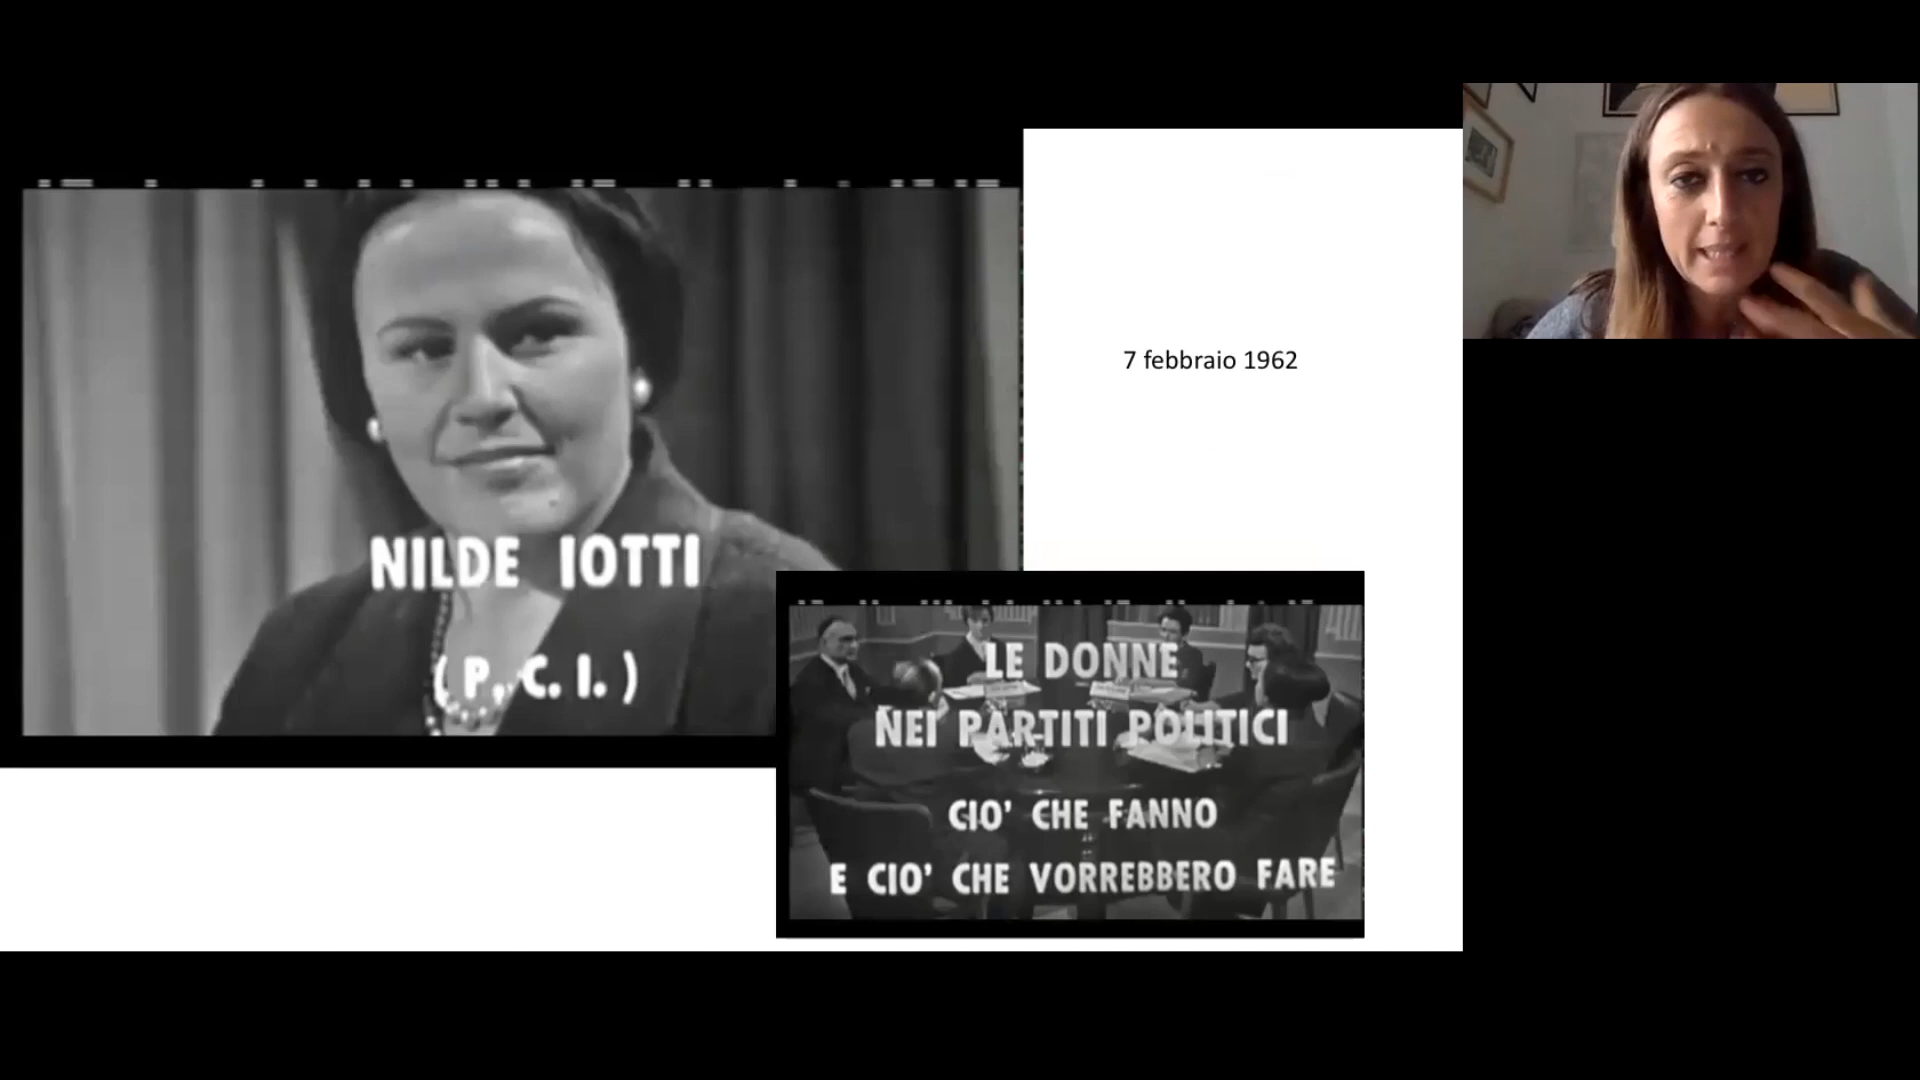 NILDE IOTTI
(P.C.I.)
7 febbraio 1962
LE DONNE
NEI PARTITI POLITICI
CIO' CHE FANNO
E CIO' CHE VORREBBERO FARE